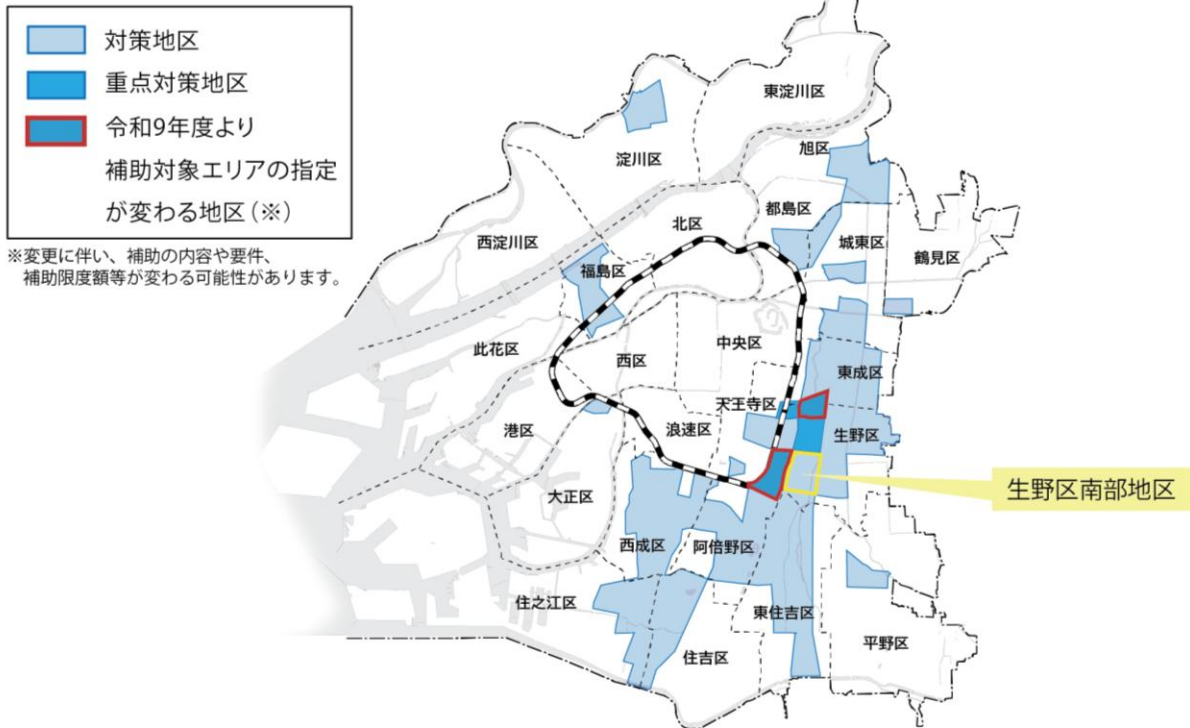 対策地区
重点対策地区
令和9年度より
補助対象エリアの指定
が変わる地区(※)
※変更に伴い、補助の内容や要件、
補助限度額等が変わる可能性があります。
東淀川区
淀川区
旭区
都島区
北区
城東区
鶴見区
西淀川区
福島区
中央区
此花区
西区
東成区
天王寺区
港区
浪速区
生野区
生野区南部地区
大正区
西成区
阿倍野区
住之江区
東住吉区
平野区
住吉区